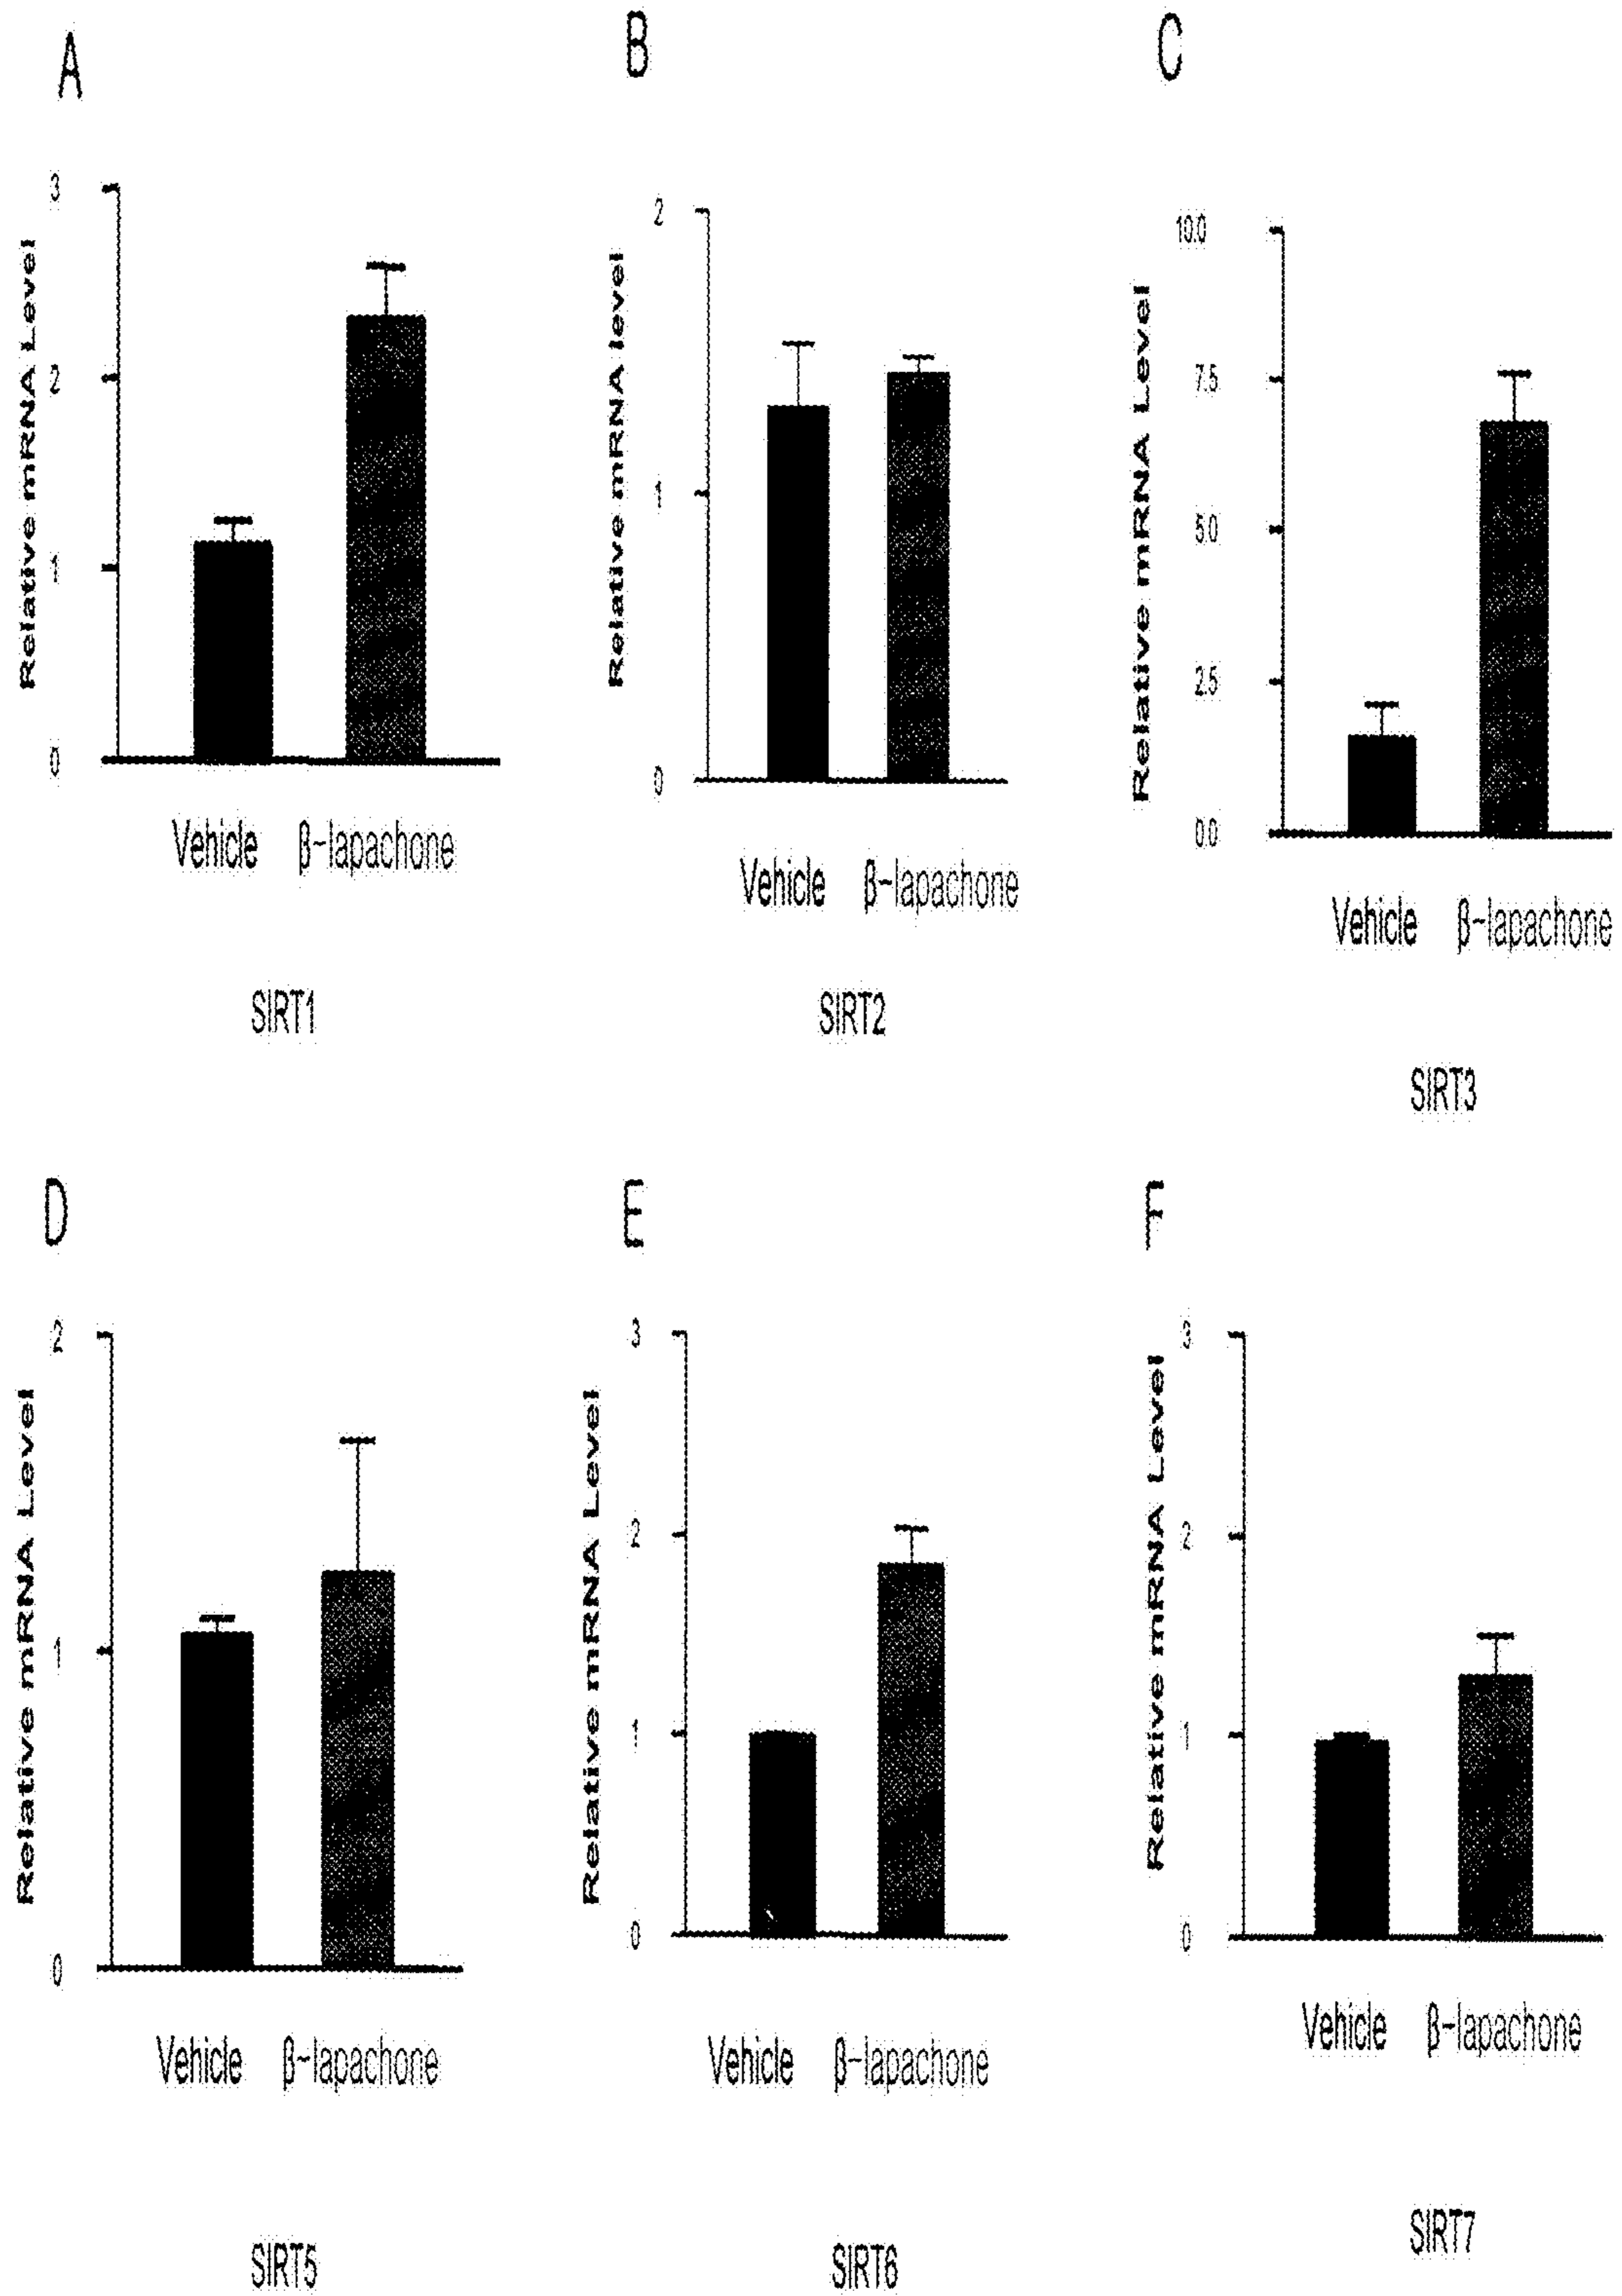 A
Relative mRNA Level
3
2
1
0
Vehicle β-lapachone
SIRT1
B
Relative mRNA level
2
1
0
Vehicle β-lapachone
SIRT2
C
Relative mRNA Level
10.0
7.5
5.0
2.5
0.0
Vehicle β-lapachone
SIRT3
D
Relative mRNA Level
2
1
0
Vehicle β-lapachone
SIRT5
E
Relative mRNA Level
3
2
1
0
Vehicle β-lapachone
SIRT6
F
Relative mRNA Level
3
2
1
0
Vehicle β-lapachone
SIRT7